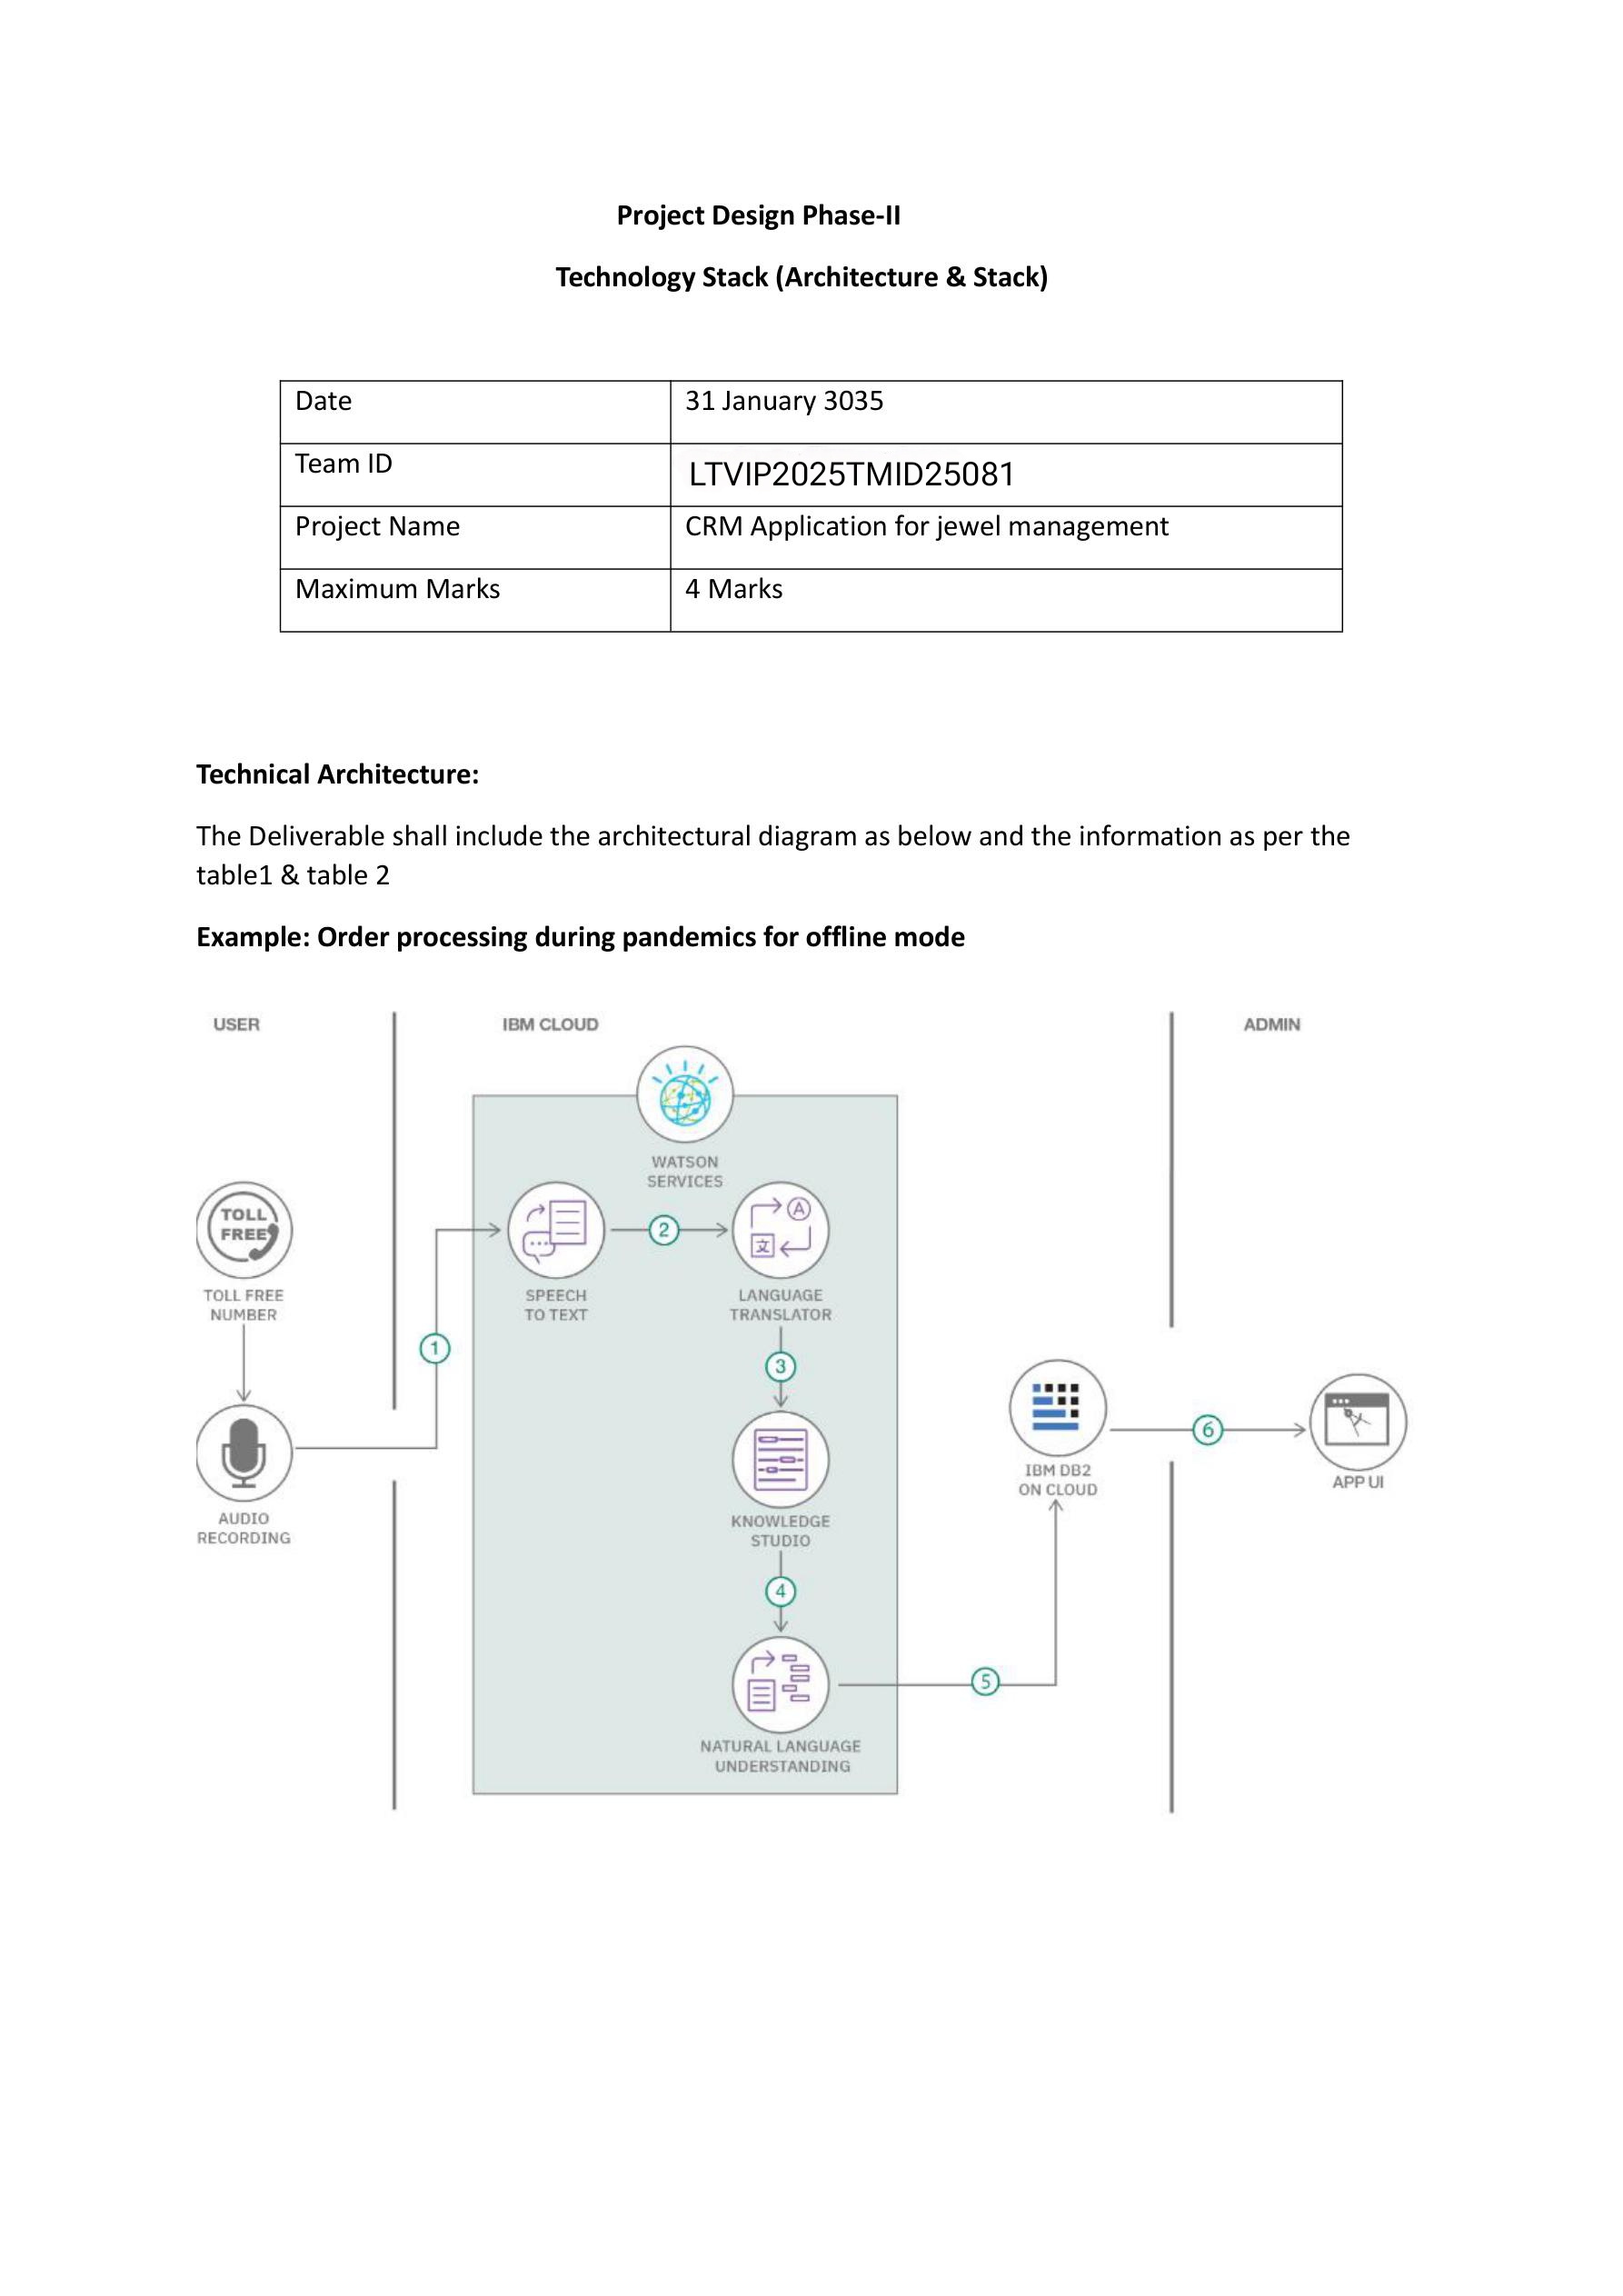 Project Design Phase-II
Technology Stack (Architecture & Stack)
Date 31 January 3035
Team ID LTVIP2025TMID25081
Project Name CRM Application for jewel management
Maximum Marks 4 Marks
Technical Architecture:
The Deliverable shall include the architectural diagram as below and the information as per the
table1 & table 2
Example: Order processing during pandemics for offline mode
USER
IBM CLOUD
ADMIN
WATSON
SERVICES
TOLL
FREE
TOLL FREE
NUMBER
1
AUDIO
RECORDING
SPEECH
TO TEXT
2
A
文
LANGUAGE
TRANSLATOR
3
KNOWLEDGE
STUDIO
4
NATURAL LANGUAGE
UNDERSTANDING
5
IBM DB2
ON CLOUD
6
APP UI